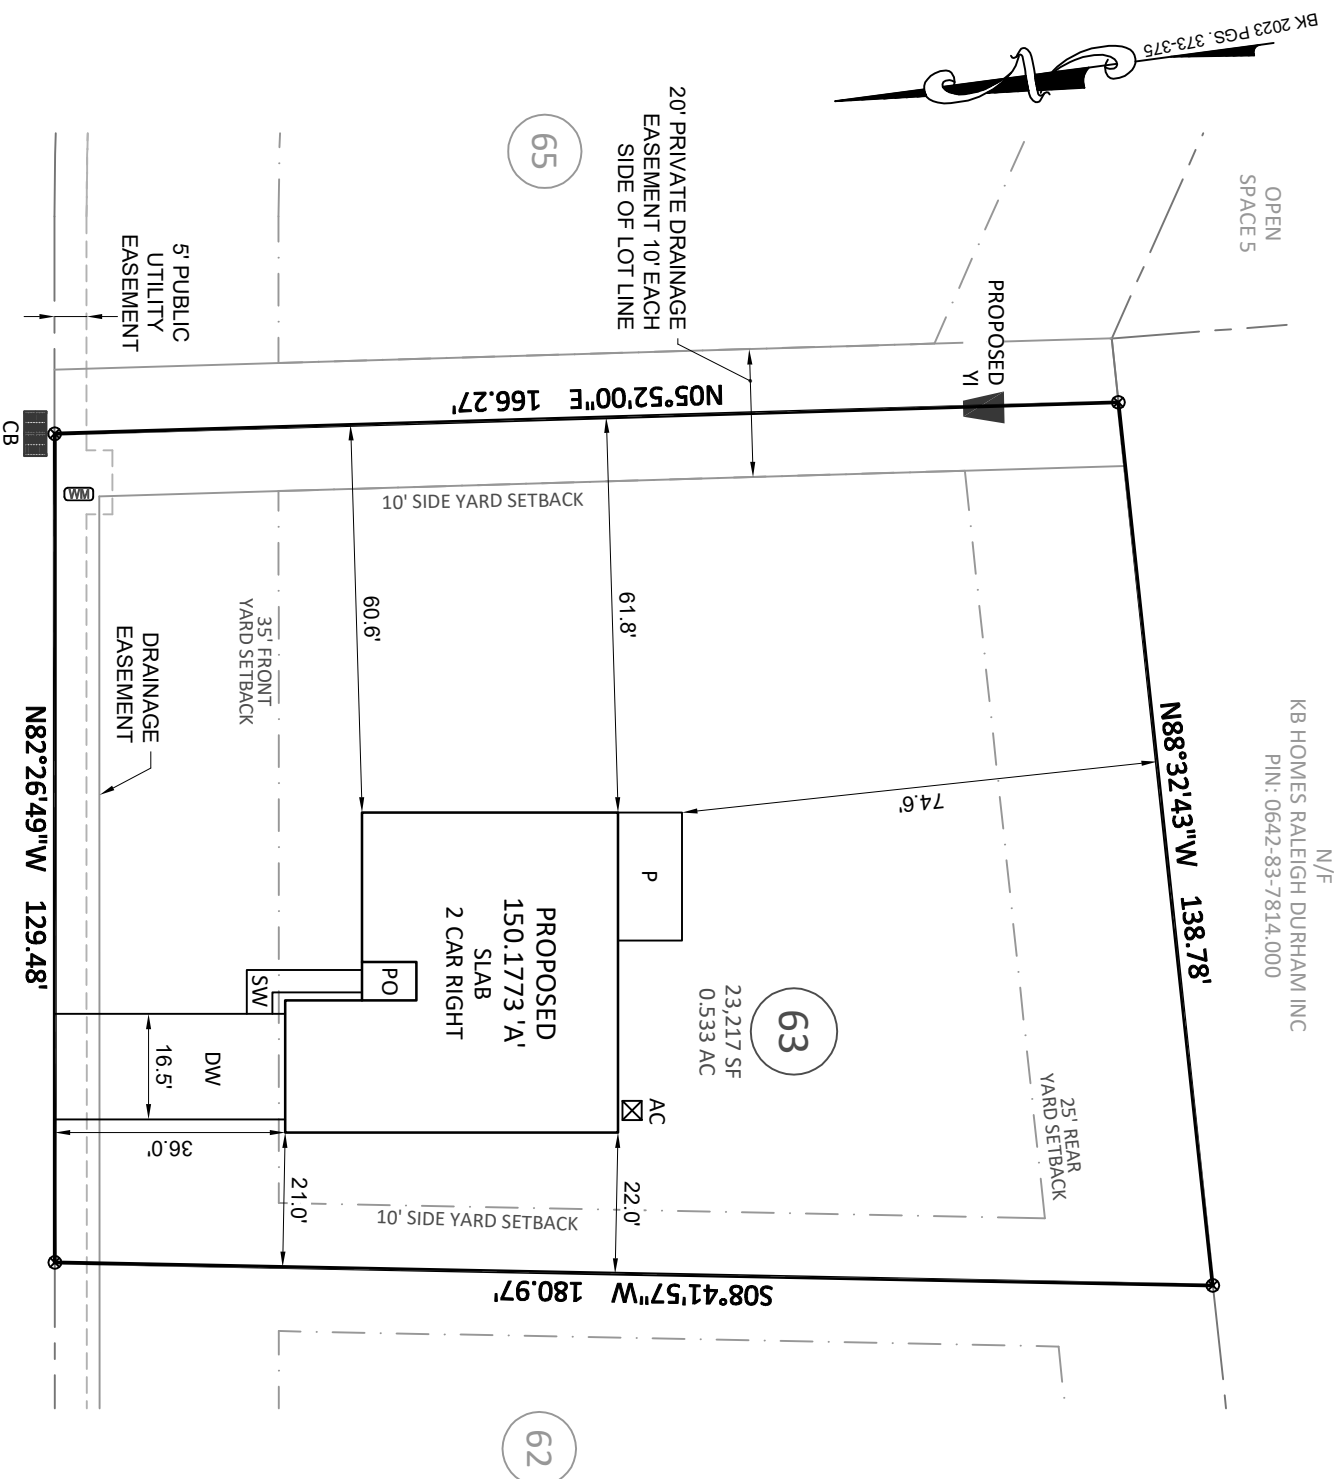 BK 2023 PGS. 373-375
OPEN
SPACE 5
N/F
KB HOMES RALEIGH DURHAM INC
PIN: 0642-83-7814.000
65
20' PRIVATE DRAINAGE
EASEMENT 10' EACH
SIDE OF LOT LINE
PROPOSED
YI
N88°32'43"W 138.78'
N05°52'00"E 166.27'
10' SIDE YARD SETBACK
25' REAR
YARD SETBACK
74.6'
61.8'
60.6'
63
23,217 SF
0.533 AC
P
AC
PROPOSED
150.1773 'A'
SLAB
2 CAR RIGHT
PO
SW
DW
16.5'
36.0'
22.0'
21.0'
10' SIDE YARD SETBACK
S08°41'57"W 180.97'
62
35' FRONT
YARD SETBACK
5' PUBLIC
UTILITY
EASEMENT
DRAINAGE
EASEMENT
WM
CB
N82°26'49"W 129.48'